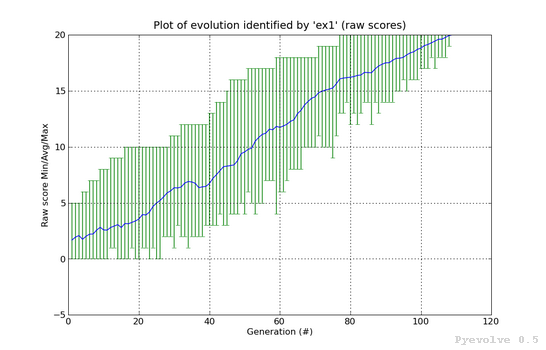 Plot of evolution identified by 'ex1' (raw scores)
20
15
10
5
0
−5
Raw score Min/Avg/Max
0 20 40 60 80 100 120
Generation (#)
Pyevolve 0.5